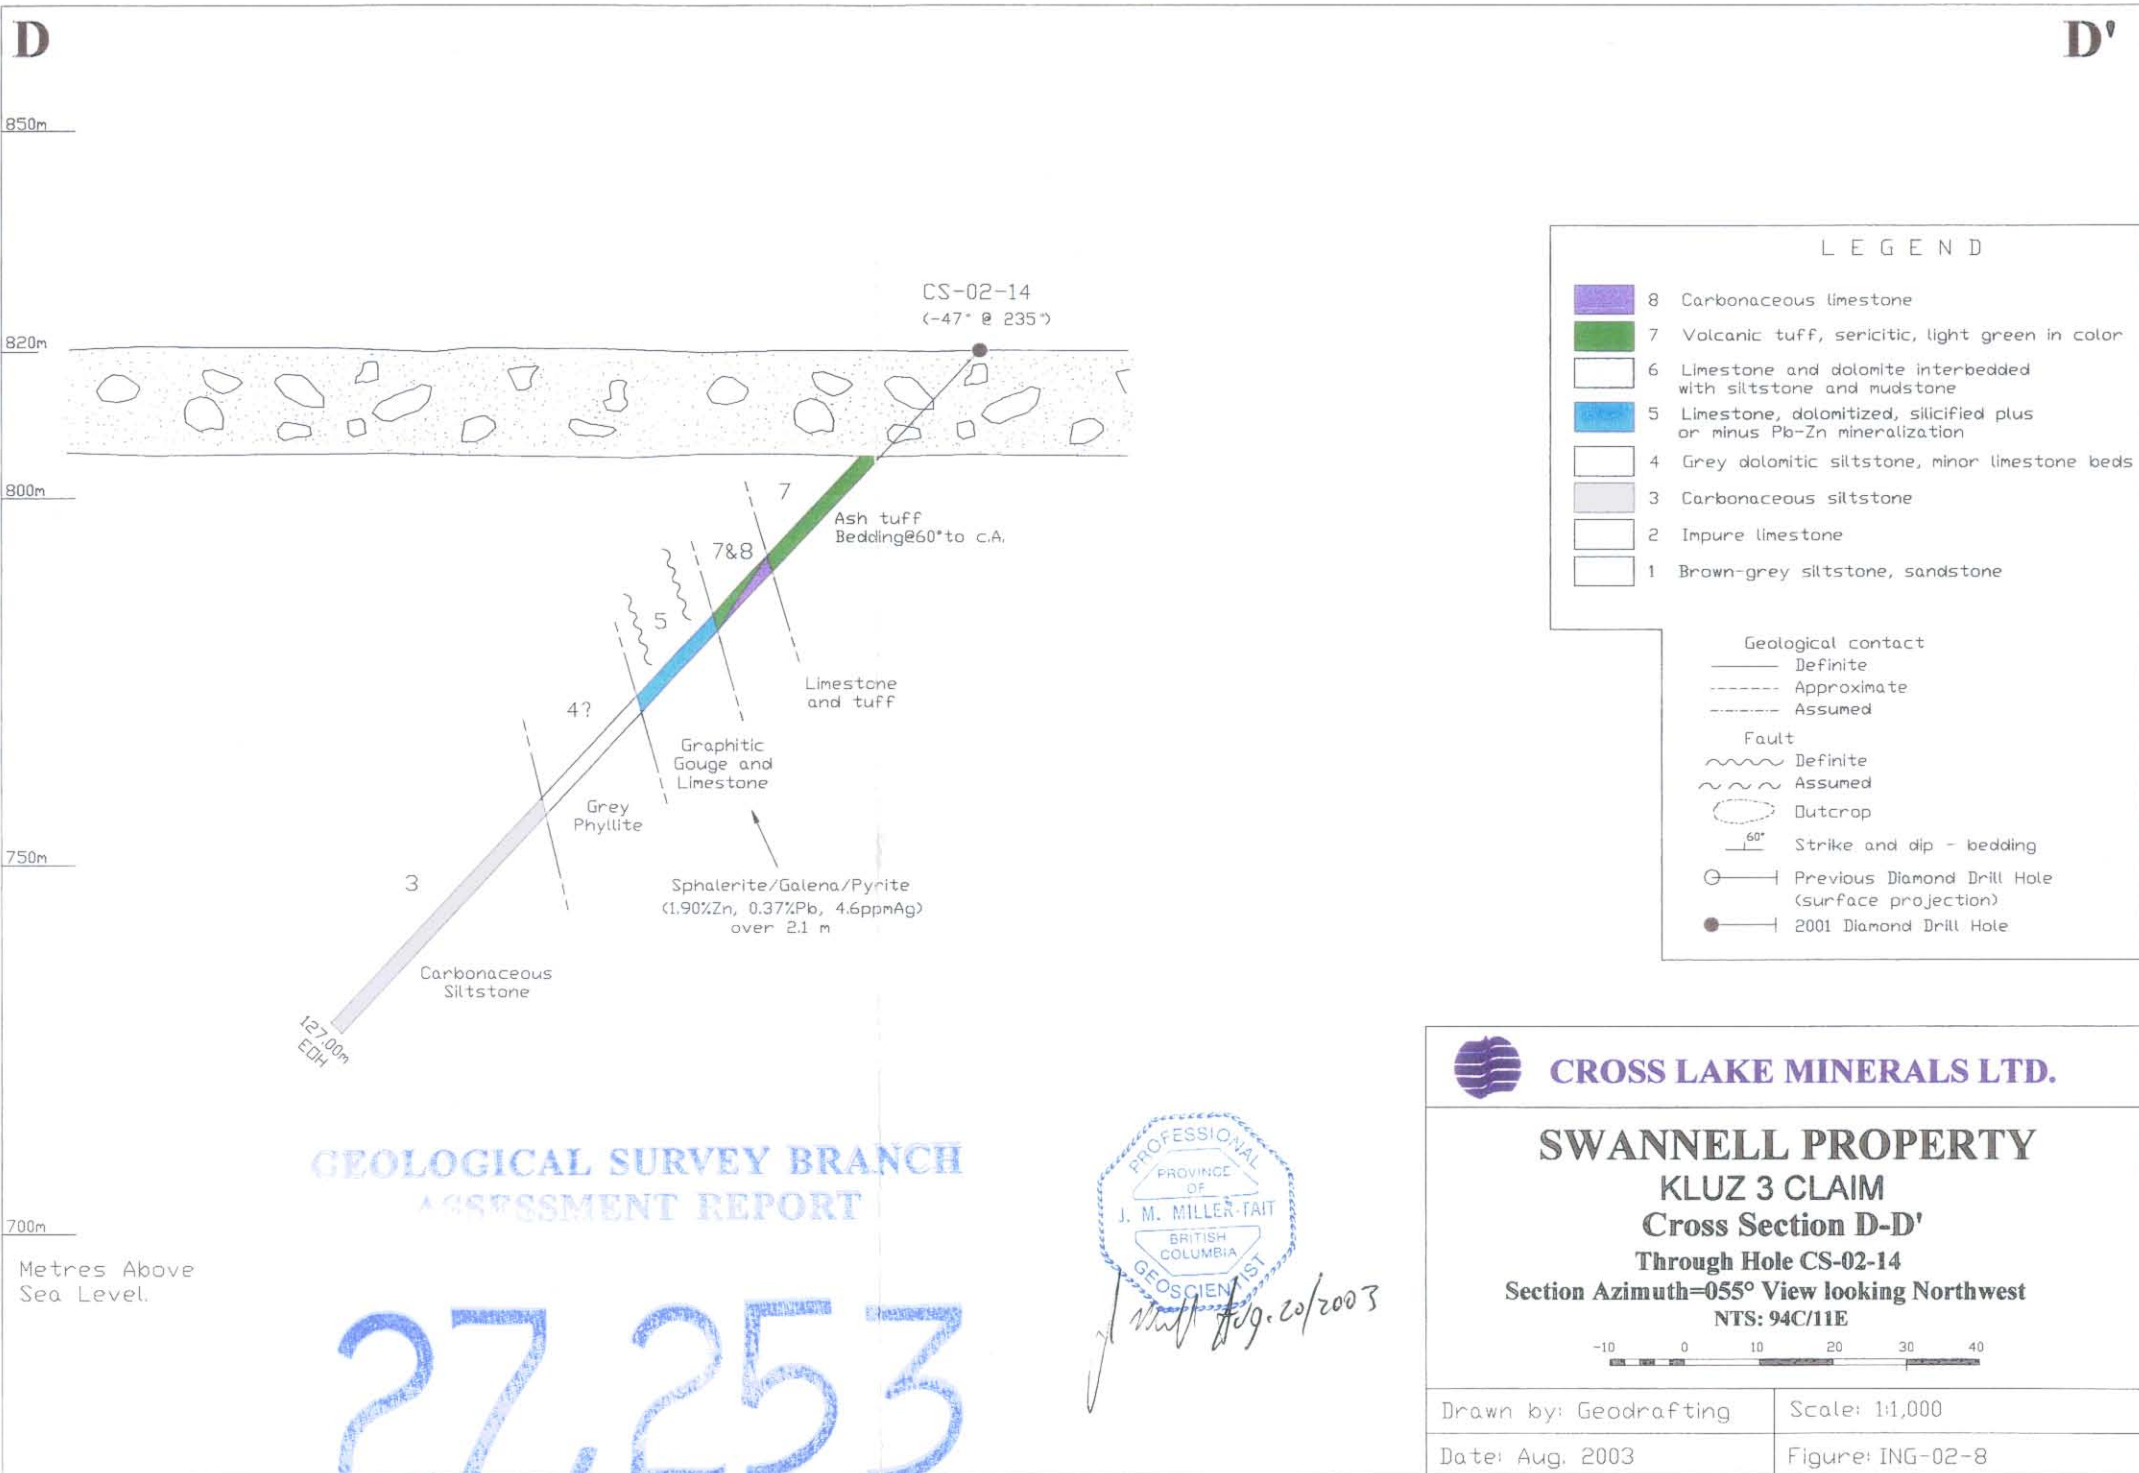 D
D'
850m
820m
800m
750m
700m
Metres Above
Sea Level.
CS-02-14
(-47° @ 235°)
7
Ash tuff
Bedding@60°to c.A.
7&8
5
Limestone
and tuff
4?
Graphitic
Gouge and
Limestone
Grey
Phyllite
3
Sphalerite/Galena/Pyrite
(1.90%Zn, 0.37%Pb, 4.6ppmAg)
over 2.1 m
Carbonaceous
Siltstone
127.00m
EOH
LEGEND
8 Carbonaceous limestone
7 Volcanic tuff, sericitic, light green in color
6 Limestone and dolomite interbedded
with siltstone and mudstone
5 Limestone, dolomitized, silicified plus
or minus Pb-Zn mineralization
4 Grey dolomitic siltstone, minor limestone beds
3 Carbonaceous siltstone
2 Impure limestone
1 Brown-grey siltstone, sandstone
Geological contact
Definite
Approximate
Assumed
Fault
Definite
Assumed
Outcrop
60° Strike and dip - bedding
Previous Diamond Drill Hole
(surface projection)
2001 Diamond Drill Hole
GEOLOGICAL SURVEY BRANCH
ASSESSMENT REPORT
27,253
PROFESSIONAL
PROVINCE
OF
J. M. MILLER-TAIT
BRITISH
COLUMBIA
GEOSCIENTIST
Aug. 20/2003
CROSS LAKE MINERALS LTD.
SWANNELL PROPERTY
KLUZ 3 CLAIM
Cross Section D-D'
Through Hole CS-02-14
Section Azimuth=055° View looking Northwest
NTS: 94C/11E
-10 0 10 20 30 40
Drawn by: Geodrafting
Scale: 1:1,000
Date: Aug. 2003
Figure: ING-02-8